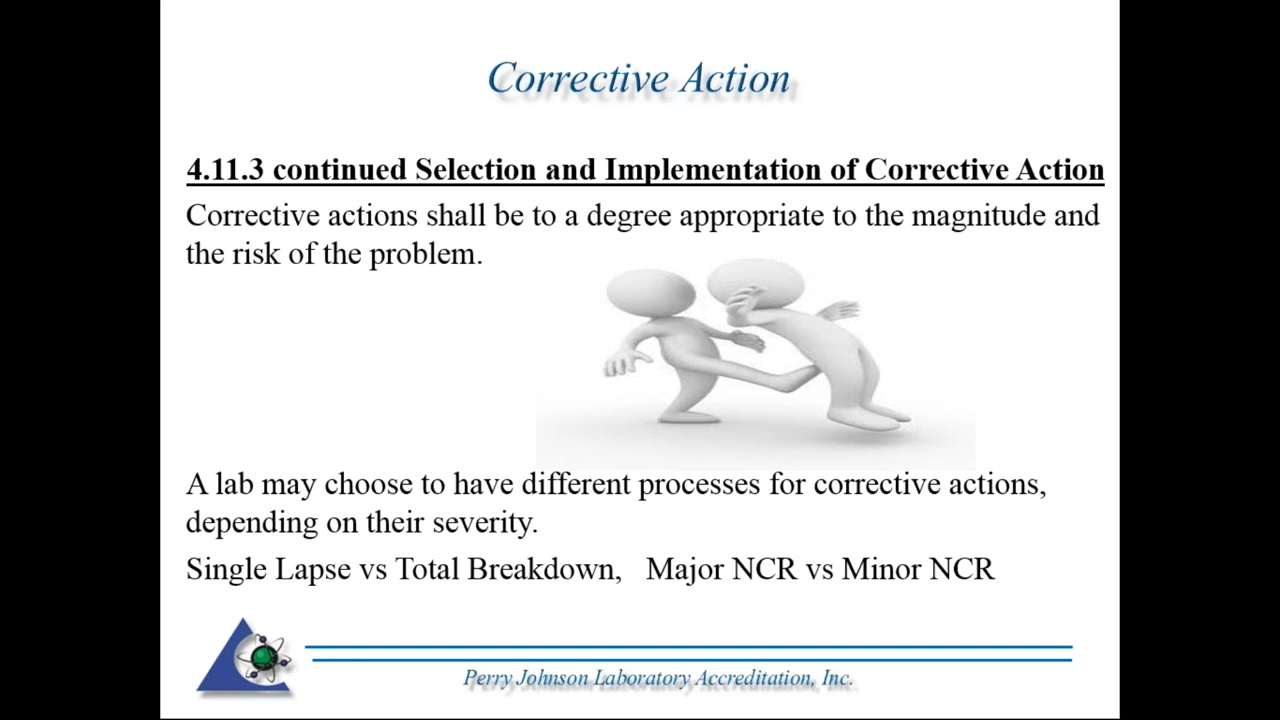 Corrective Action
4.11.3 continued Selection and Implementation of Corrective Action
Corrective actions shall be to a degree appropriate to the magnitude and
the risk of the problem.
A lab may choose to have different processes for corrective actions,
depending on their severity.
Single Lapse vs Total Breakdown, Major NCR vs Minor NCR
Perry Johnson Laboratory Accreditation, Inc.